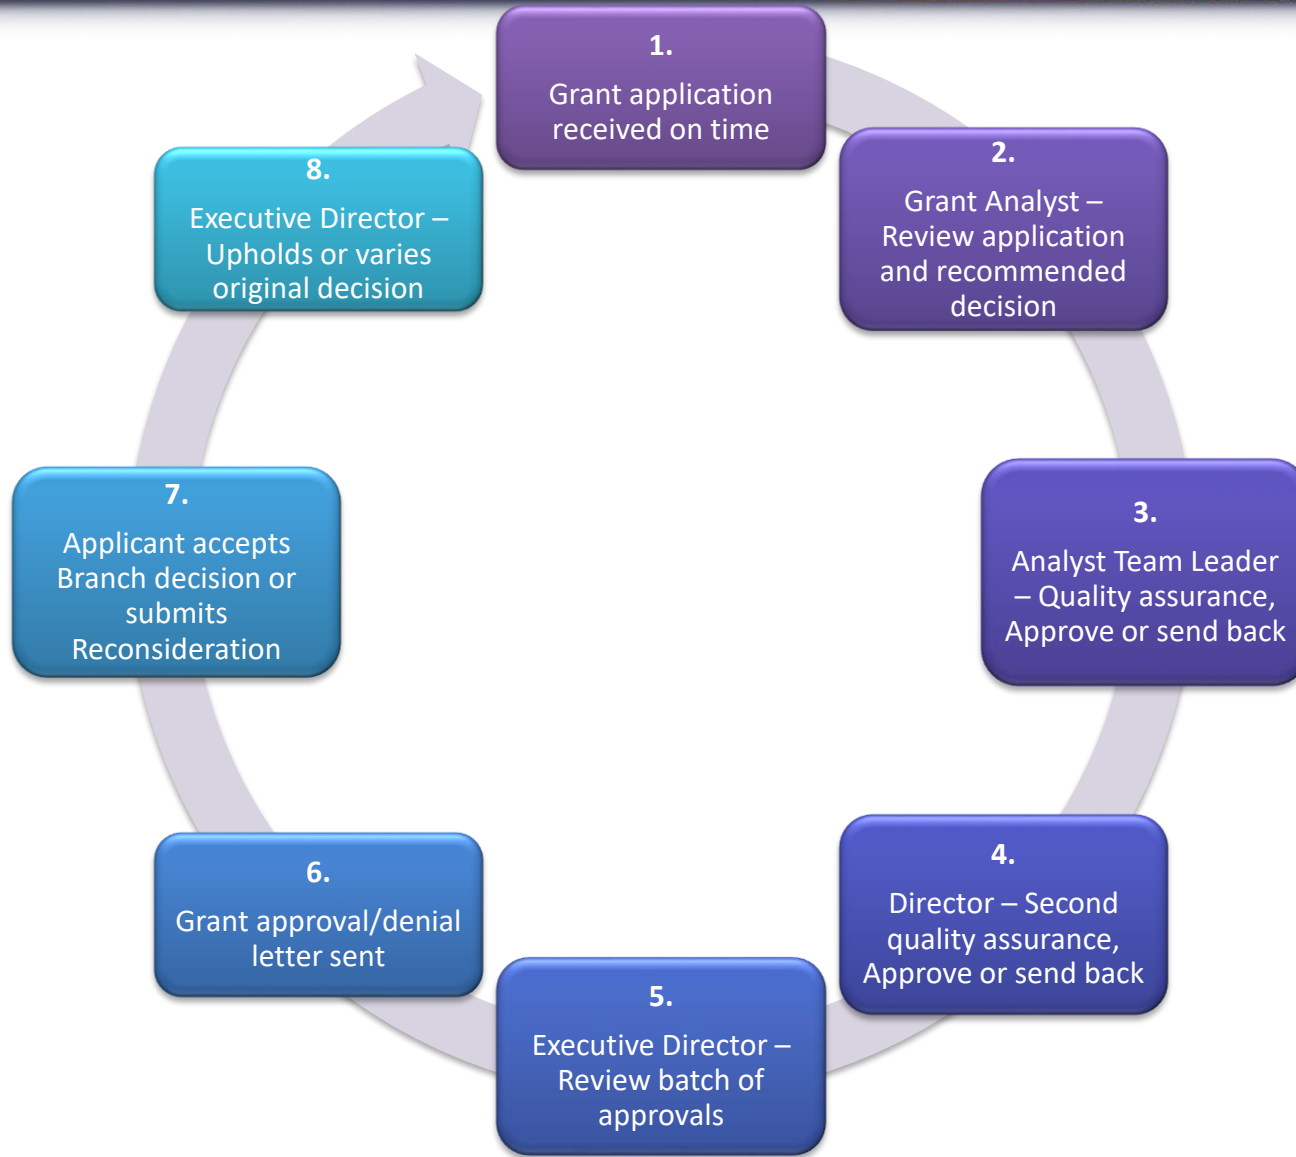 1.
Grant application
received on time
2.
Grant Analyst –
Review application
and recommended
decision
3.
Analyst Team Leader
– Quality assurance,
Approve or send back
4.
Director – Second
quality assurance,
Approve or send back
5.
Executive Director –
Review batch of
approvals
6.
Grant approval/denial
letter sent
7.
Applicant accepts
Branch decision or
submits
Reconsideration
8.
Executive Director –
Upholds or varies
original decision